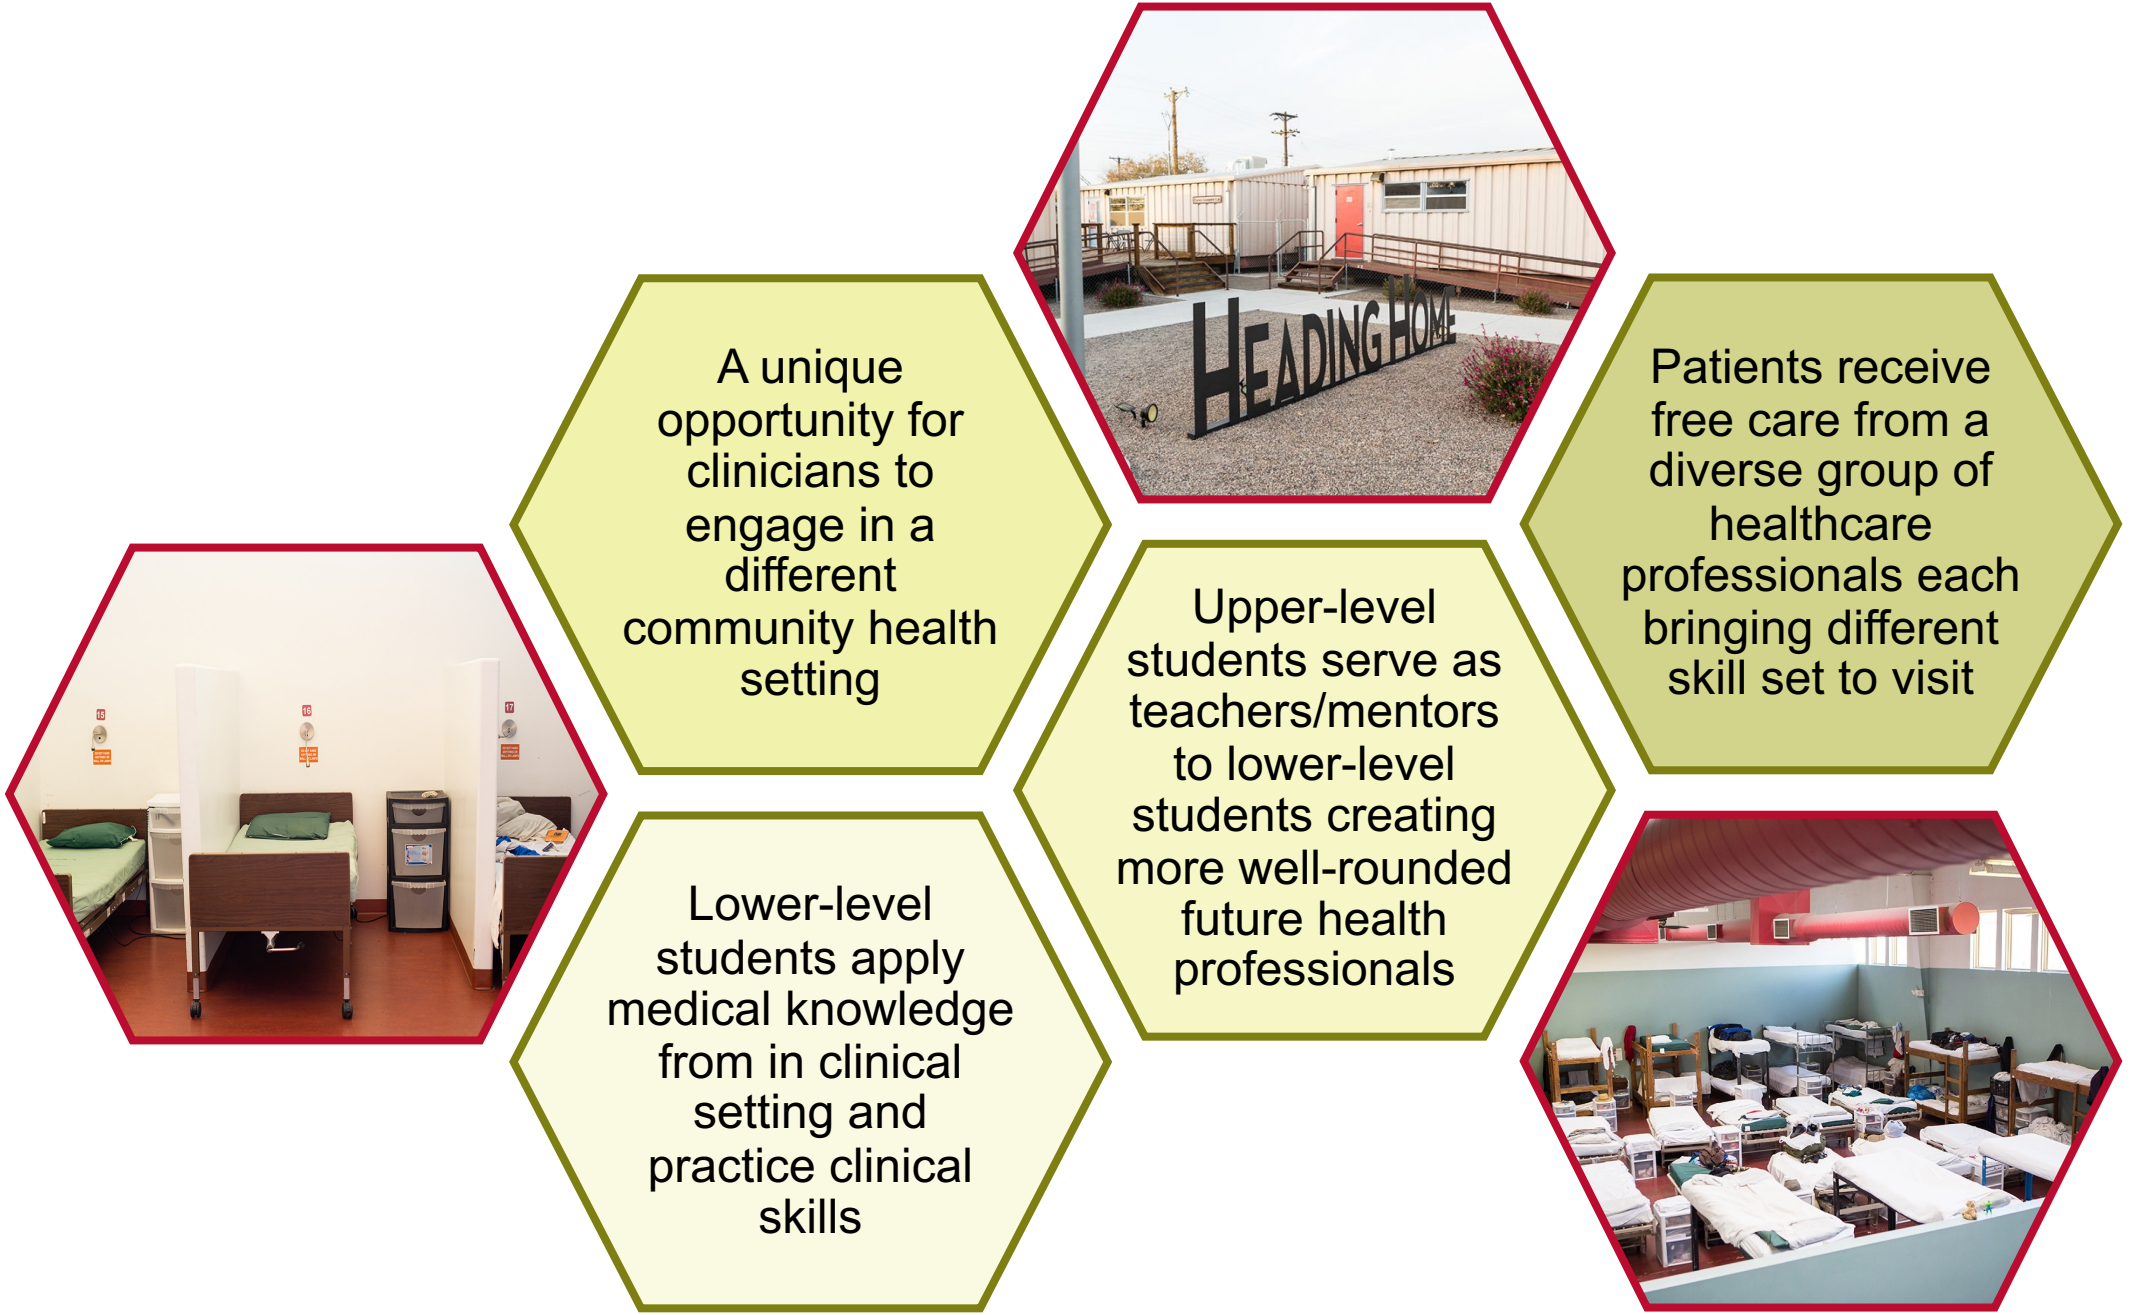 HEADING HOME
A unique
opportunity for
clinicians to
engage in a
different
community health
setting
Patients receive
free care from a
diverse group of
healthcare
professionals each
bringing different
skill set to visit
Upper-level
students serve as
teachers/mentors
to lower-level
students creating
more well-rounded
future health
professionals
15
16
17
Lower-level
students apply
medical knowledge
from in clinical
setting and
practice clinical
skills